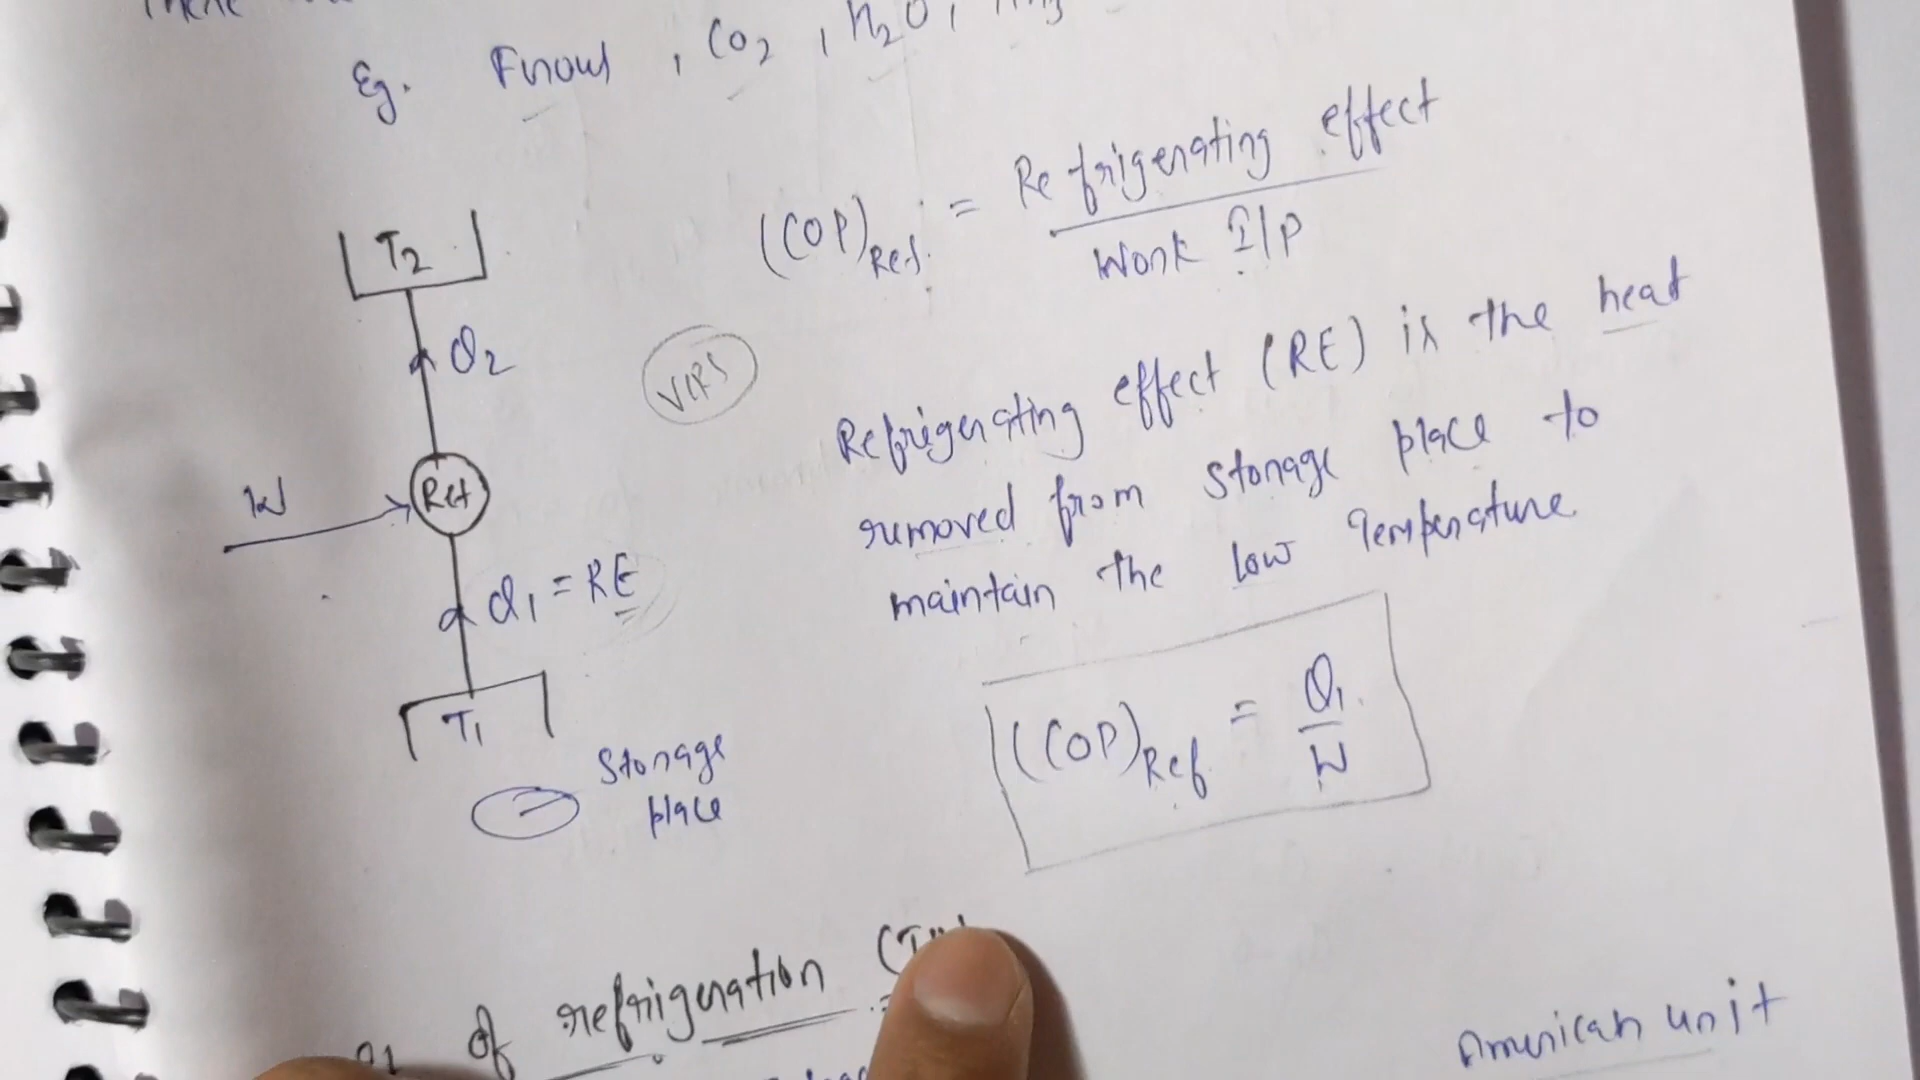 Eg. Freons, CO2, H2O,
(COP)Ref. = Refrigerating effect / Work I/P
T2
Q2
VCRS
W
Ref
Q1 = RE
T1
Storage
place
Refrigerating effect (RE) is the heat
removed from storage place to
maintain the low temperature
(COP)Ref = Q1 / W
of refrigeration
American unit